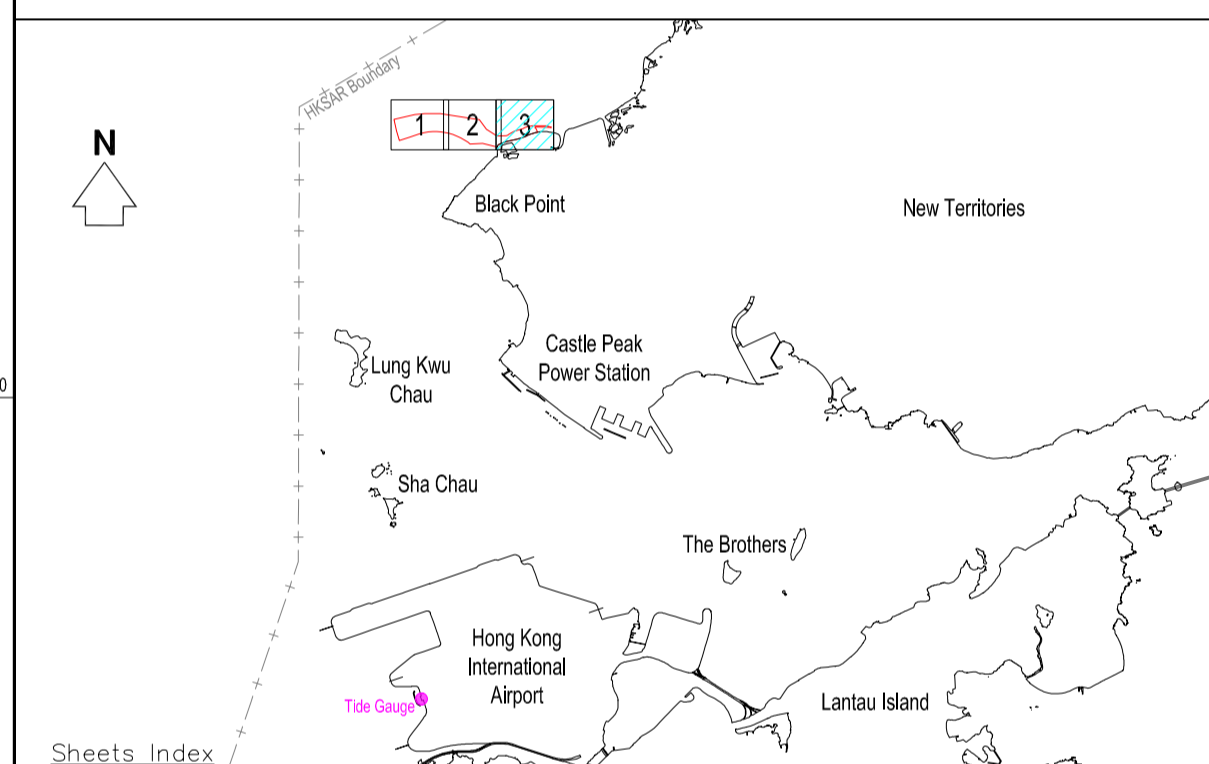 HKSAR Boundary
1 2 3
N
Black Point
New Territories
Castle Peak
Power Station
Lung Kwu
Chau
0
Sha Chau
The Brothers
Hong Kong
International
Airport
Tide Gauge
Lantau Island
Sheets Index